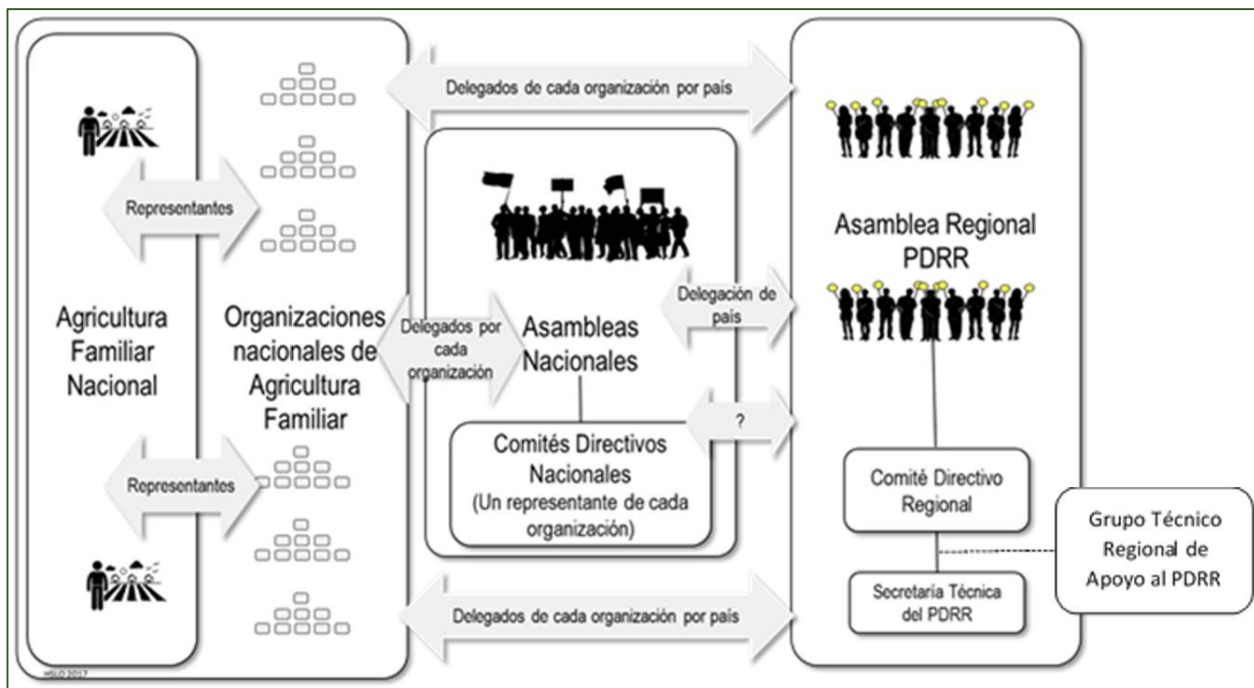 Delegados de cada organización por país
Representantes
Agricultura
Familiar
Nacional
Organizaciones
nacionales de
Agricultura
Familiar
Representantes
Delegados por
cada
organización
Asambleas
Nacionales
Comités Directivos
Nacionales
(Un representante de cada
organización)
Delegación de
país
?
Delegados de cada organización por país
Asamblea Regional
PDRR
Comité Directivo
Regional
Secretaría Técnica
del PDRR
Grupo Técnico
Regional de
Apoyo al PDRR
HSLO 2017